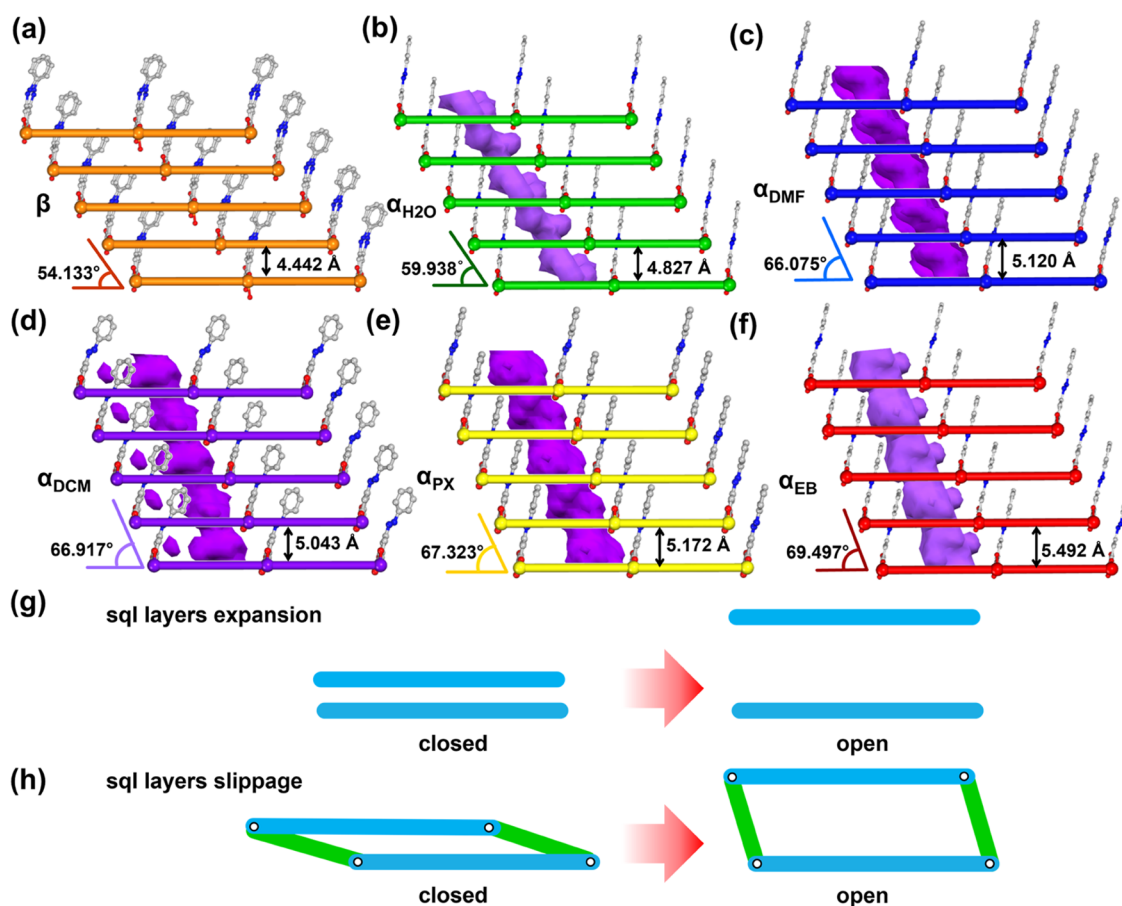 (a)
β
54.133°
4.442 Å
(b)
αH2O
59.938°
4.827 Å
(c)
αDMF
66.075°
5.120 Å
(d)
αDCM
66.917°
5.043 Å
(e)
αPX
67.323°
5.172 Å
(f)
αEB
69.497°
5.492 Å
(g)
sql layers expansion
closed
open
(h)
sql layers slippage
closed
open